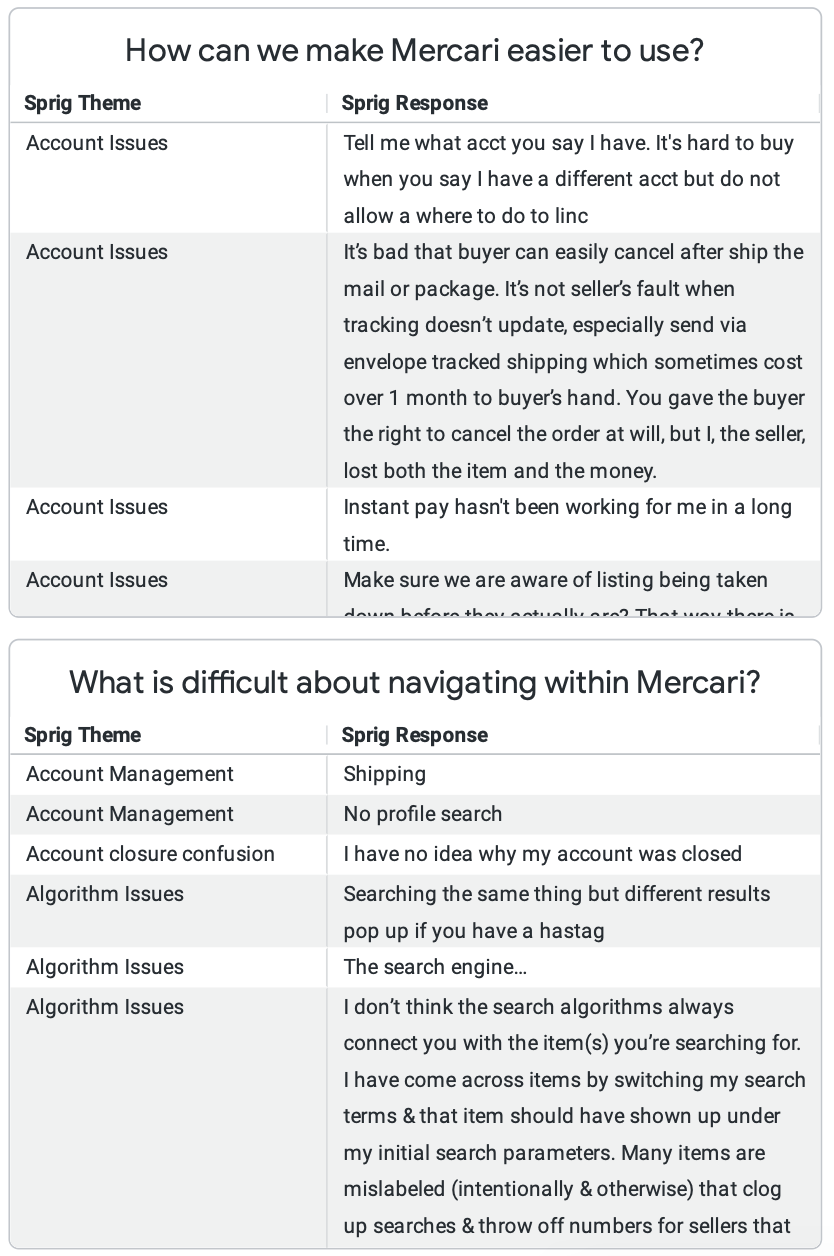 How can we make Mercari easier to use?
Sprig Theme Sprig Response
Account Issues Tell me what acct you say I have. It's hard to buy
when you say I have a different acct but do not
allow a where to do to linc
Account Issues It’s bad that buyer can easily cancel after ship the
mail or package. It’s not seller’s fault when
tracking doesn’t update, especially send via
envelope tracked shipping which sometimes cost
over 1 month to buyer’s hand. You gave the buyer
the right to cancel the order at will, but I, the seller,
lost both the item and the money.
Account Issues Instant pay hasn't been working for me in a long
time.
Account Issues Make sure we are aware of listing being taken
down before they actually are? That way there is
What is difficult about navigating within Mercari?
Sprig Theme Sprig Response
Account Management Shipping
Account Management No profile search
Account closure confusion I have no idea why my account was closed
Algorithm Issues Searching the same thing but different results
pop up if you have a hastag
Algorithm Issues The search engine…
Algorithm Issues I don’t think the search algorithms always
connect you with the item(s) you’re searching for.
I have come across items by switching my search
terms & that item should have shown up under
my initial search parameters. Many items are
mislabeled (intentionally & otherwise) that clog
up searches & throw off numbers for sellers that